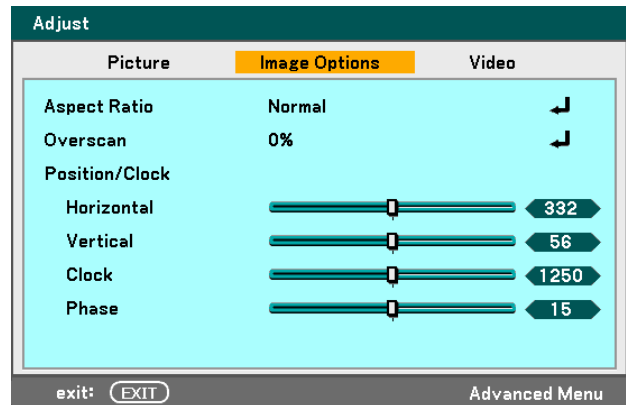 Adjust
Picture Image Options Video
Aspect Ratio Normal
Overscan 0%
Position/Clock
Horizontal 332
Vertical 56
Clock 1250
Phase 15
exit: EXIT Advanced Menu